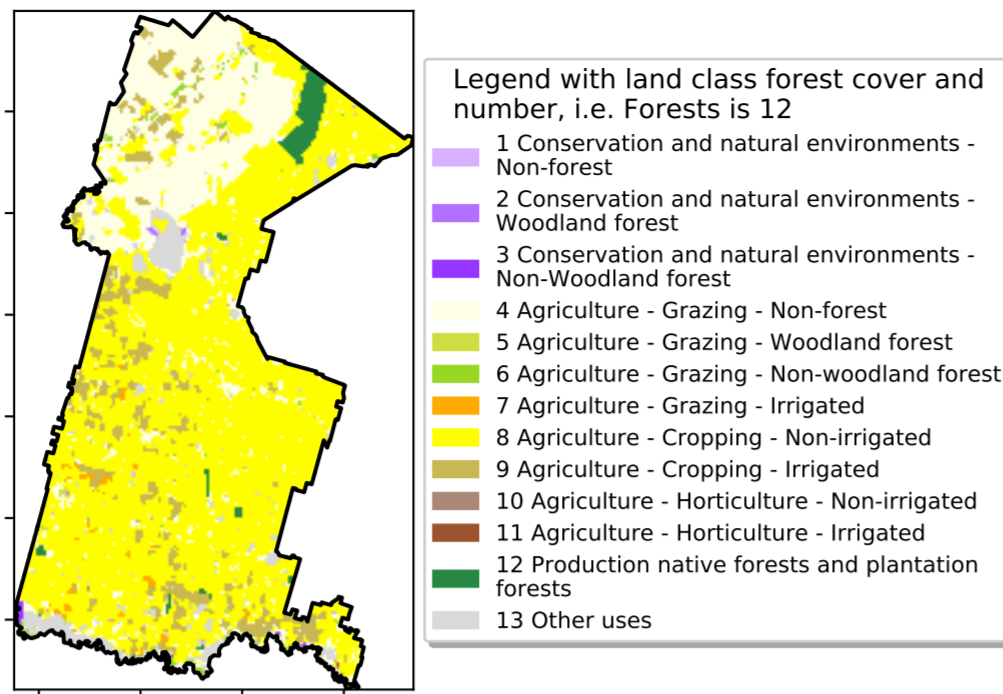 Legend with land class forest cover and
number, i.e. Forests is 12
1 Conservation and natural environments -
Non-forest
2 Conservation and natural environments -
Woodland forest
3 Conservation and natural environments -
Non-Woodland forest
4 Agriculture - Grazing - Non-forest
5 Agriculture - Grazing - Woodland forest
6 Agriculture - Grazing - Non-woodland forest
7 Agriculture - Grazing - Irrigated
8 Agriculture - Cropping - Non-irrigated
9 Agriculture - Cropping - Irrigated
10 Agriculture - Horticulture - Non-irrigated
11 Agriculture - Horticulture - Irrigated
12 Production native forests and plantation
forests
13 Other uses